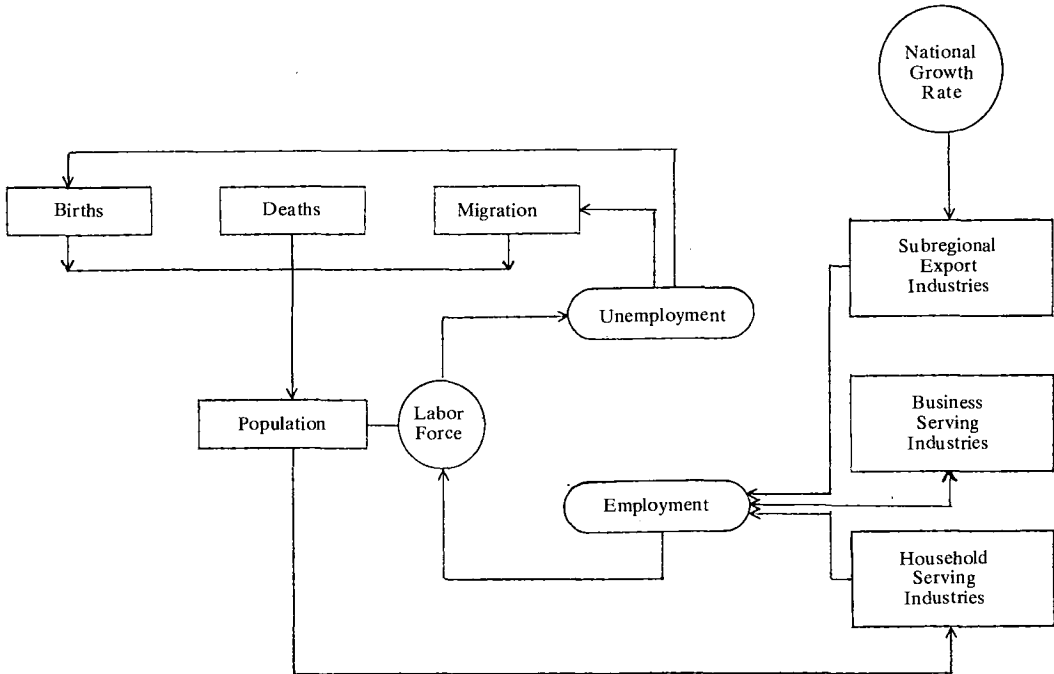 National
Growth
Rate
Births
Deaths
Migration
Subregional
Export
Industries
Unemployment
Population
Labor
Force
Business
Serving
Industries
Employment
Household
Serving
Industries